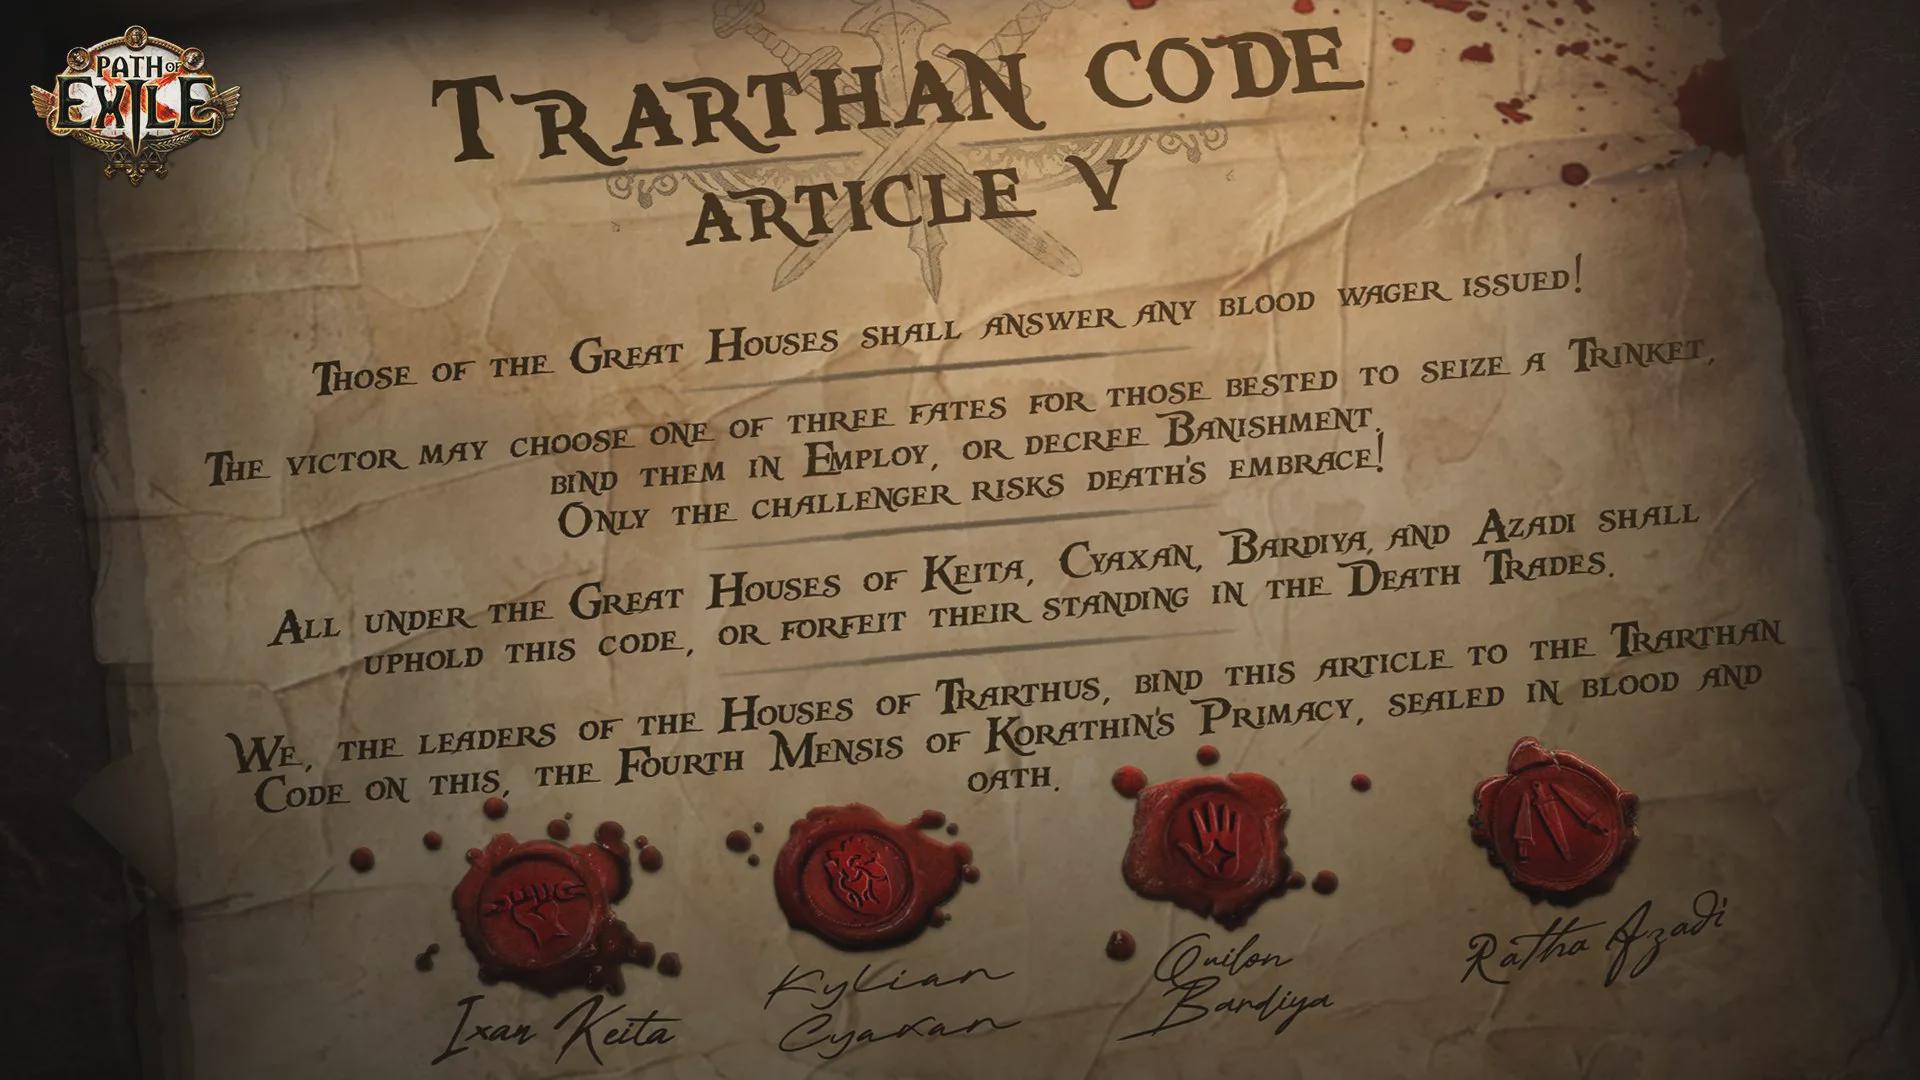 PATH OF
EXILE
TRARTHAN CODE
ARTICLE V
THOSE OF THE GREAT HOUSES SHALL ANSWER ANY BLOOD WAGER ISSUED!
THE VICTOR MAY CHOOSE ONE OF THREE FATES FOR THOSE BESTED TO SEIZE A TRINKET,
BIND THEM IN EMPLOY, OR DECREE BANISHMENT.
ONLY THE CHALLENGER RISKS DEATH'S EMBRACE!
ALL UNDER THE GREAT HOUSES OF KEITA, CYAXAN, BARDIYA, AND AZADI SHALL
UPHOLD THIS CODE, OR FORFEIT THEIR STANDING IN THE DEATH TRADES.
WE, THE LEADERS OF THE HOUSES OF TRARTHUS, BIND THIS ARTICLE TO THE TRARTHAN
CODE ON THIS, THE FOURTH MENSIS OF KORATHIN'S PRIMACY, SEALED IN BLOOD AND
OATH.
Ixan Keita
Kylian
Cyaxan
Quilon
Bardiya
Ratha Azadi